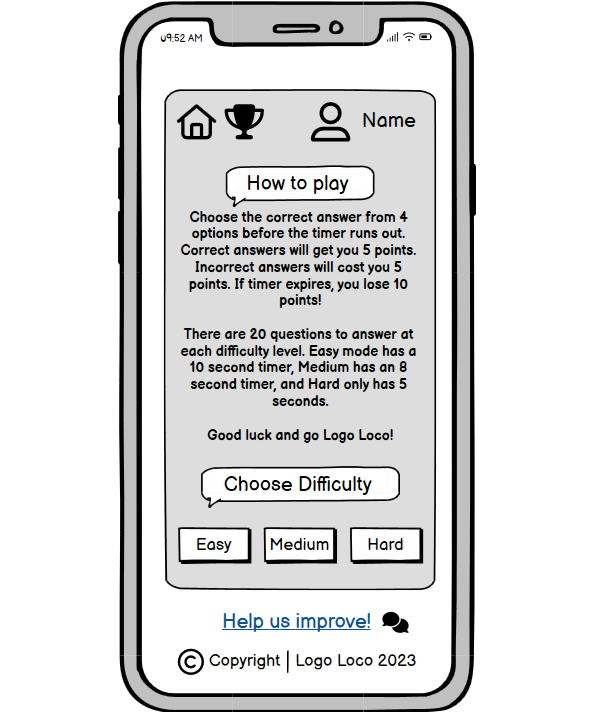 09:52 AM
Name
How to play
Choose the correct answer from 4
options before the timer runs out.
Correct answers will get you 5 points.
Incorrect answers will cost you 5
points. If timer expires, you lose 10
points!
There are 20 questions to answer at
each difficulty level. Easy mode has a
10 second timer, Medium has an 8
second timer, and Hard only has 5
seconds.
Good luck and go Logo Loco!
Choose Difficulty
Easy Medium Hard
Help us improve!
© Copyright | Logo Loco 2023